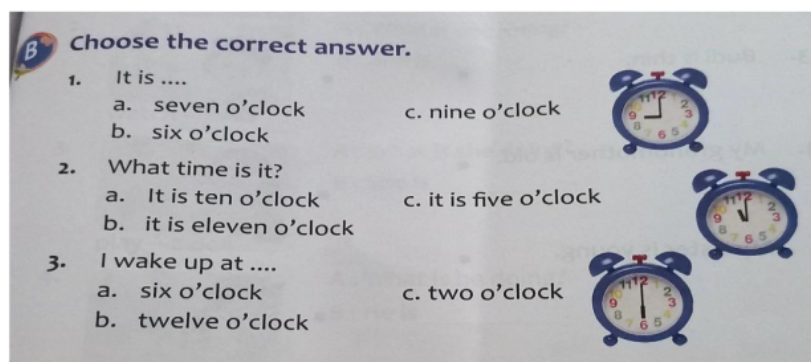 B Choose the correct answer.
1. It is ....
a. seven o'clock c. nine o'clock
b. six o'clock
2. What time is it?
a. It is ten o'clock c. it is five o'clock
b. it is eleven o'clock
3. I wake up at ....
a. six o'clock c. two o'clock
b. twelve o'clock